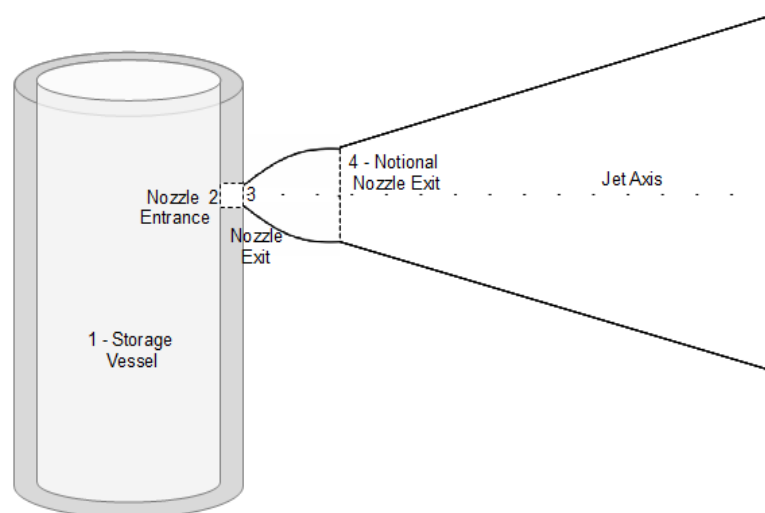 4 - Notional
Nozzle Exit
Jet Axis
Nozzle 2
Entrance
3
Nozzle
Exit
1 - Storage
Vessel